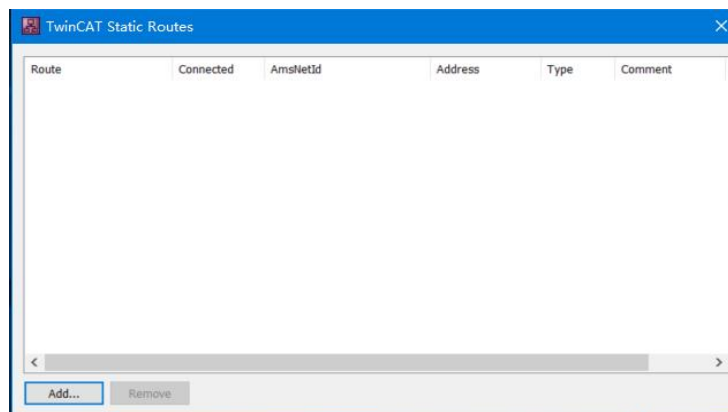 TwinCAT Static Routes
Route Connected AmsNetId Address Type Comment
Add... Remove